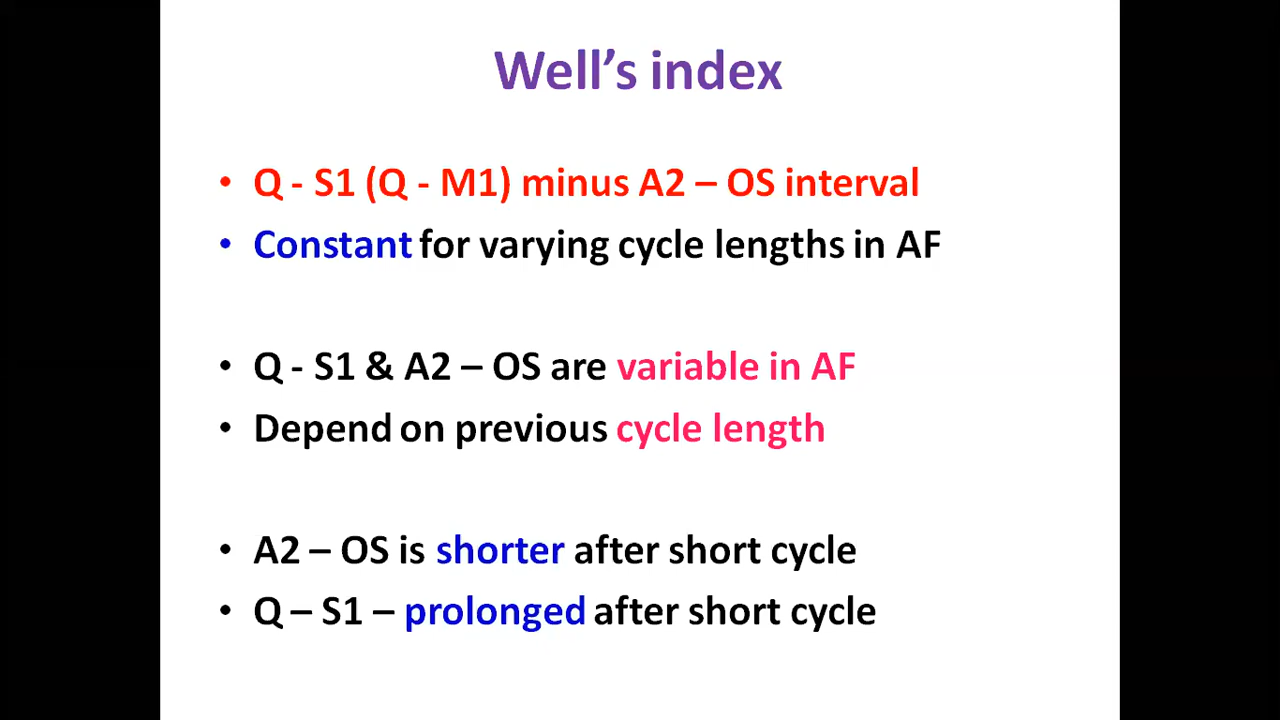 Well’s index
• Q - S1 (Q - M1) minus A2 – OS interval
• Constant for varying cycle lengths in AF
• Q - S1 & A2 – OS are variable in AF
• Depend on previous cycle length
• A2 – OS is shorter after short cycle
• Q – S1 – prolonged after short cycle